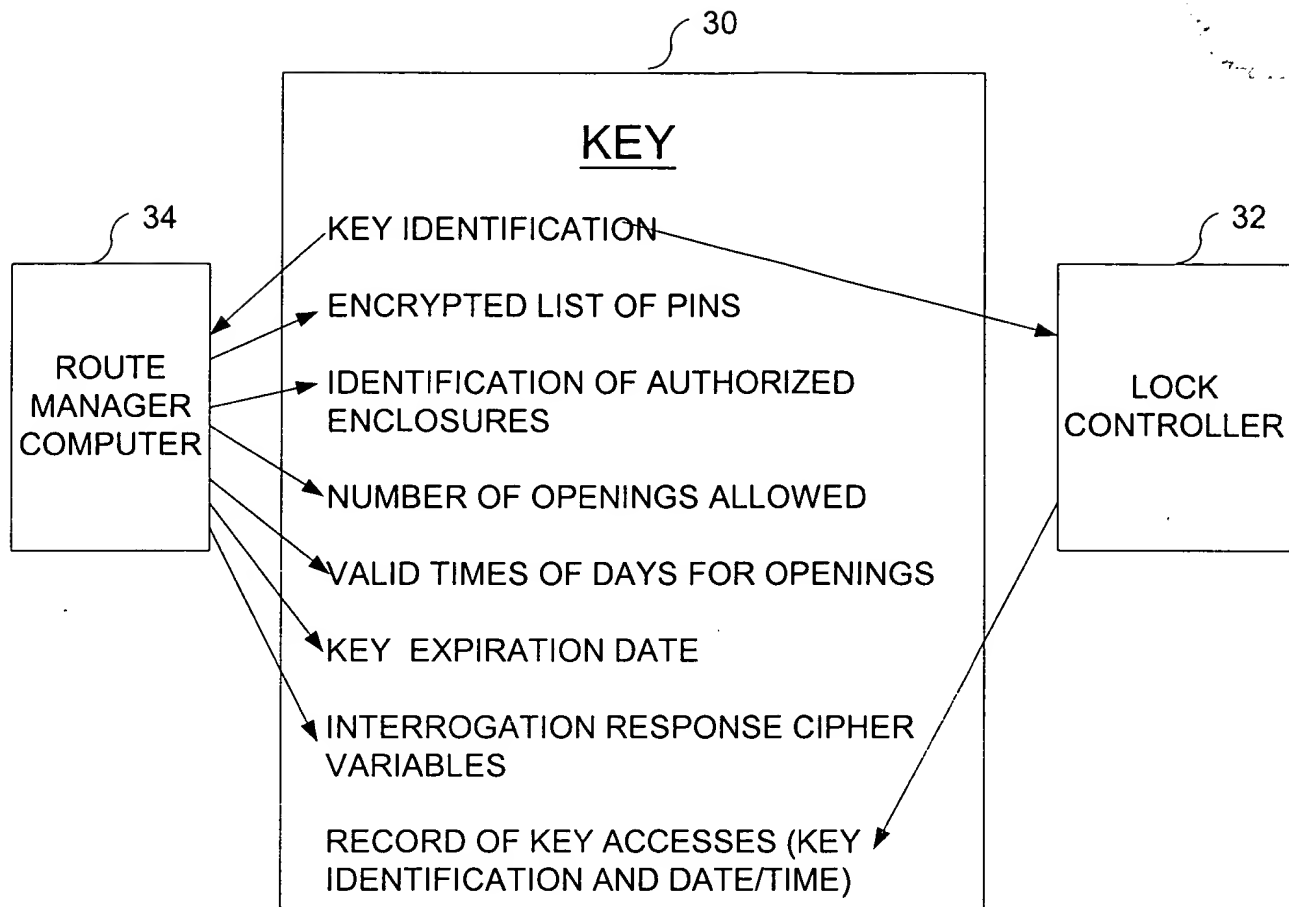 30
KEY
34
KEY IDENTIFICATION
32
ENCRYPTED LIST OF PINS
ROUTE
MANAGER
COMPUTER
IDENTIFICATION OF AUTHORIZED
ENCLOSURES
LOCK
CONTROLLER
NUMBER OF OPENINGS ALLOWED
VALID TIMES OF DAYS FOR OPENINGS
KEY EXPIRATION DATE
INTERROGATION RESPONSE CIPHER
VARIABLES
RECORD OF KEY ACCESSES (KEY
IDENTIFICATION AND DATE/TIME)